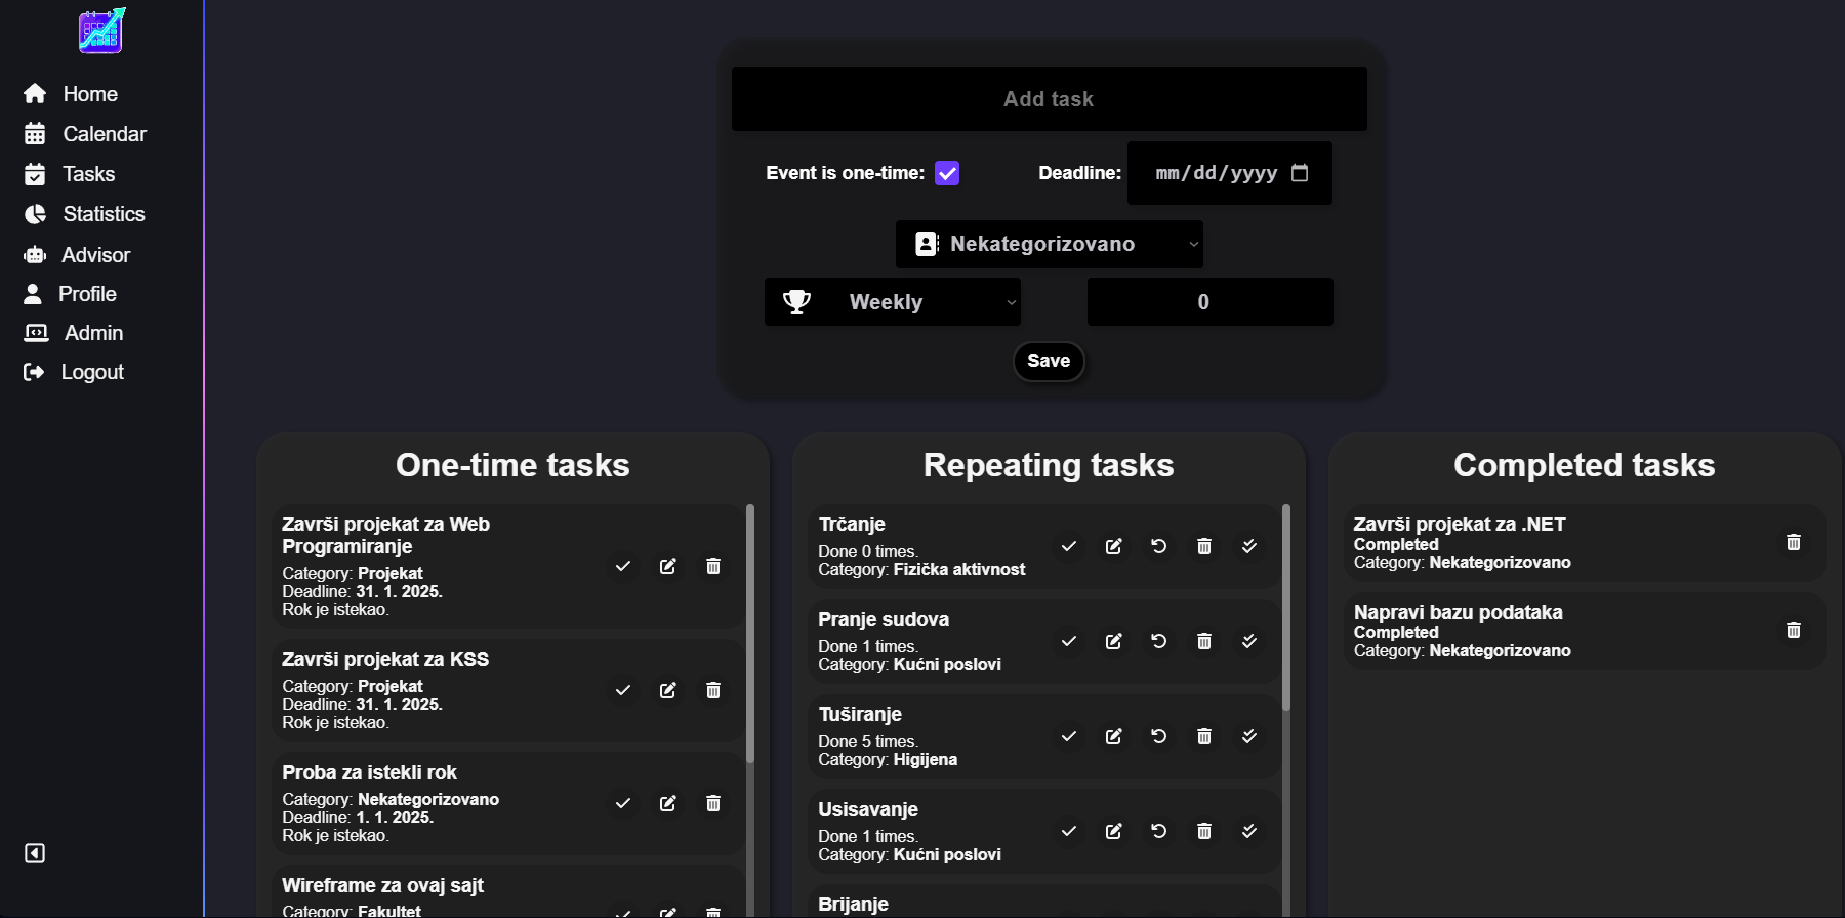 Home
Calendar
Tasks
Statistics
Advisor
Profile
Admin
Logout
Add task
Event is one-time:
Deadline: mm/dd/yyyy
Nekategorizovano
Weekly
0
Save
One-time tasks
Završi projekat za Web
Programiranje
Category: Projekat
Deadline: 31. 1. 2025.
Rok je istekao.
Završi projekat za KSS
Category: Projekat
Deadline: 31. 1. 2025.
Rok je istekao.
Proba za istekli rok
Category: Nekategorizovano
Deadline: 1. 1. 2025.
Rok je istekao.
Wireframe za ovaj sajt
Category: Fakultet
Repeating tasks
Trčanje
Done 0 times.
Category: Fizička aktivnost
Pranje sudova
Done 1 times.
Category: Kućni poslovi
Tuširanje
Done 5 times.
Category: Higijena
Usisavanje
Done 1 times.
Category: Kućni poslovi
Brijanje
Completed tasks
Završi projekat za .NET
Completed
Category: Nekategorizovano
Napravi bazu podataka
Completed
Category: Nekategorizovano